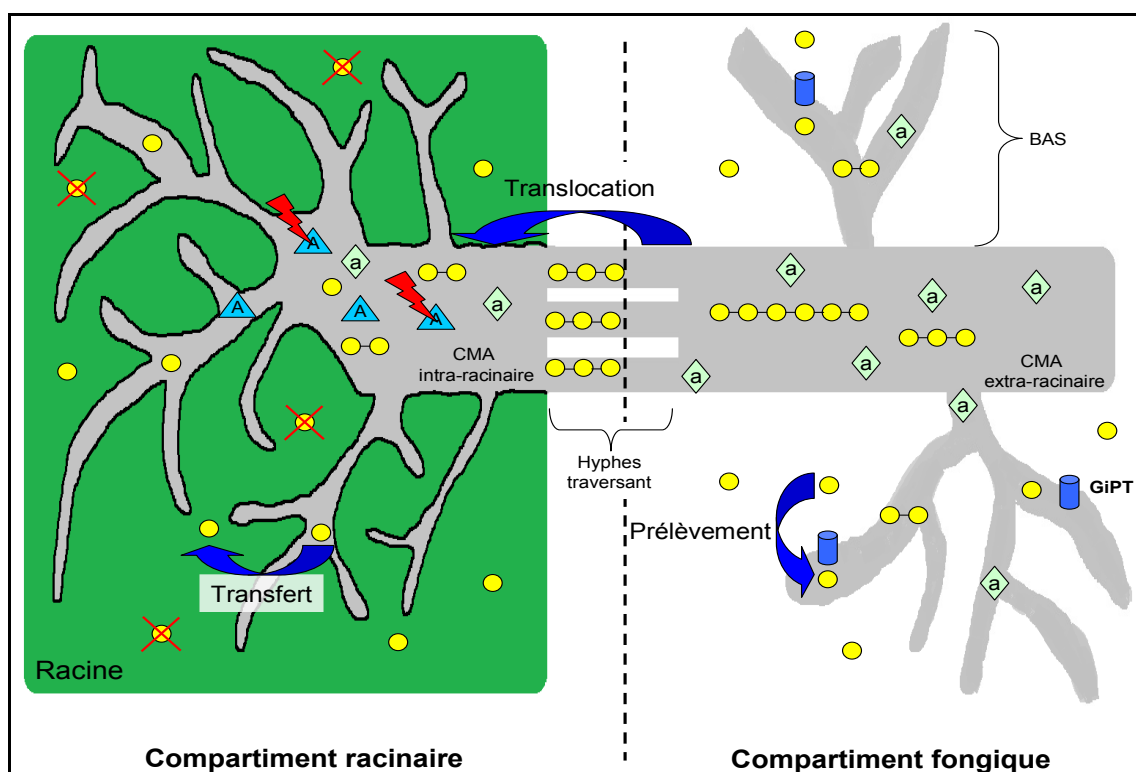 BAS
a
a
Translocation
A
a
A
A
A
a
CMA
intra-racinaire
Hyphes
traversant
a
a
a
a
a
CMA
extra-racinaire
a
GiPT
Prélèvement
a
Transfert
Racine
Compartiment racinaire
Compartiment fongique